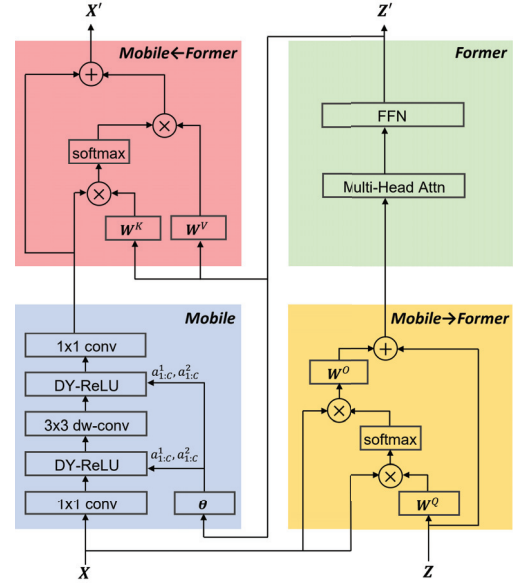 X′
Z′
Mobile←Former
+
×
softmax
×
W^K
W^V
Former
FFN
Multi-Head Attn
Mobile
1x1 conv
DY-ReLU
a^1_{1:C}, a^2_{1:C}
3x3 dw-conv
DY-ReLU
a^1_{1:C}, a^2_{1:C}
1x1 conv
θ
Mobile→Former
+
W^O
×
softmax
×
W^Q
X
Z